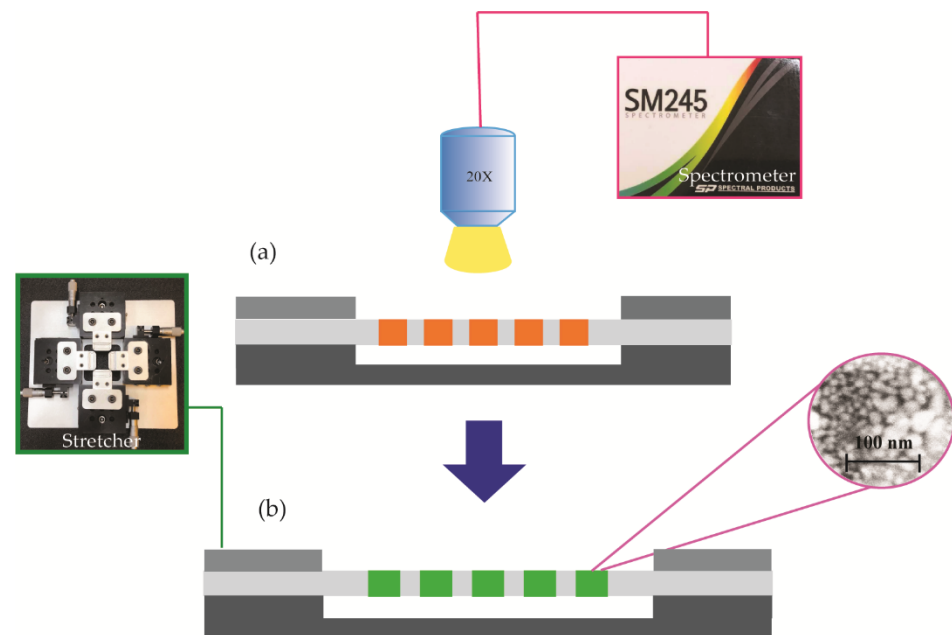 SM245
SPECTROMETER
Spectrometer
SP SPECTRAL PRODUCTS
20X
(a)
Stretcher
100 nm
(b)